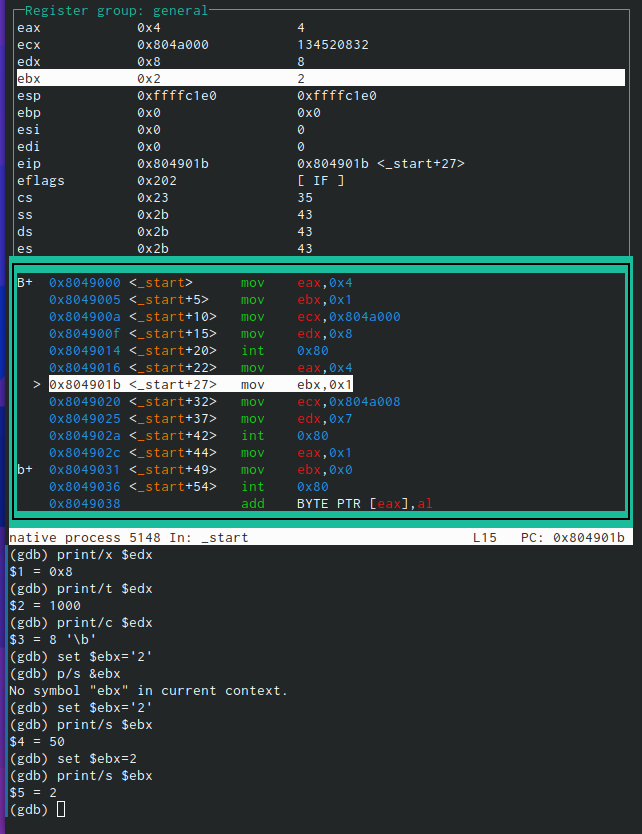 Register group: general
eax 0x4 4
ecx 0x804a000 134520832
edx 0x8 8
ebx 0x2 2
esp 0xffffc1e0 0xffffc1e0
ebp 0x0 0x0
esi 0x0 0
edi 0x0 0
eip 0x804901b 0x804901b <_start+27>
eflags 0x202 [ IF ]
cs 0x23 35
ss 0x2b 43
ds 0x2b 43
es 0x2b 43
B+ 0x8049000 <_start> mov eax,0x4
0x8049005 <_start+5> mov ebx,0x1
0x804900a <_start+10> mov ecx,0x804a000
0x804900f <_start+15> mov edx,0x8
0x8049014 <_start+20> int 0x80
0x8049016 <_start+22> mov eax,0x4
> 0x804901b <_start+27> mov ebx,0x1
0x8049020 <_start+32> mov ecx,0x804a008
0x8049025 <_start+37> mov edx,0x7
0x804902a <_start+42> int 0x80
0x804902c <_start+44> mov eax,0x1
b+ 0x8049031 <_start+49> mov ebx,0x0
0x8049036 <_start+54> int 0x80
0x8049038 add BYTE PTR [eax],al
native process 5148 In: _start L15 PC: 0x804901b
(gdb) print/x $edx
$1 = 0x8
(gdb) print/t $edx
$2 = 1000
(gdb) print/c $edx
$3 = 8 '\b'
(gdb) set $ebx='2'
(gdb) p/s &ebx
No symbol "ebx" in current context.
(gdb) set $ebx='2'
(gdb) print/s $ebx
$4 = 50
(gdb) set $ebx=2
(gdb) print/s $ebx
$5 = 2
(gdb)